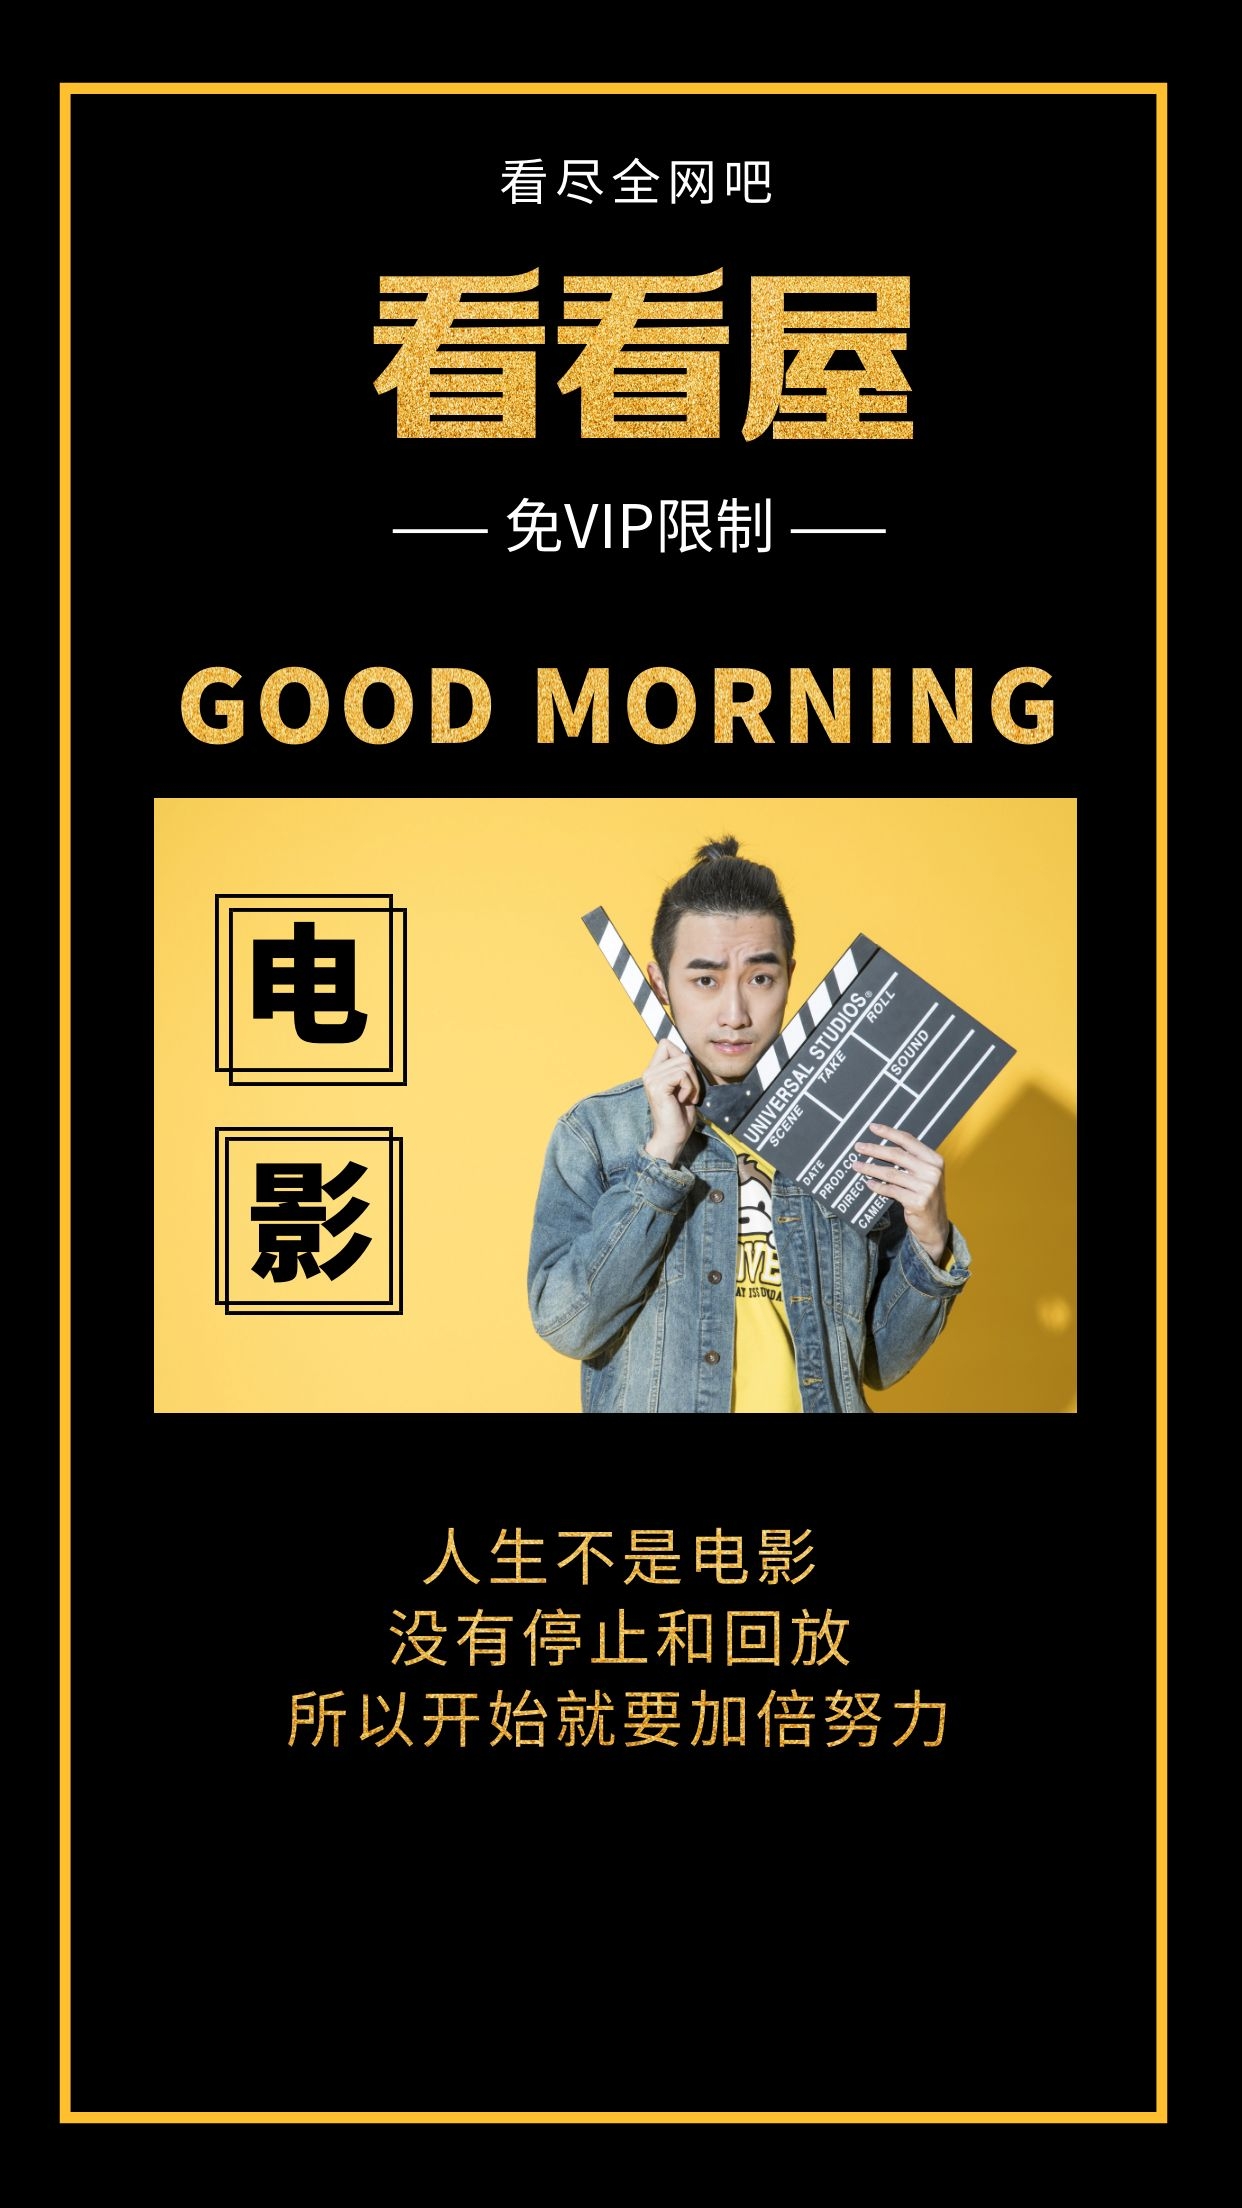 看尽全网吧
看看屋
免VIP限制
GOOD MORNING
电
影
UNIVERSAL STUDIOS®
ROLL
SCENE
TAKE
SOUND
DATE
PROD.CO.
人生不是电影
没有停止和回放
所以开始就要加倍努力